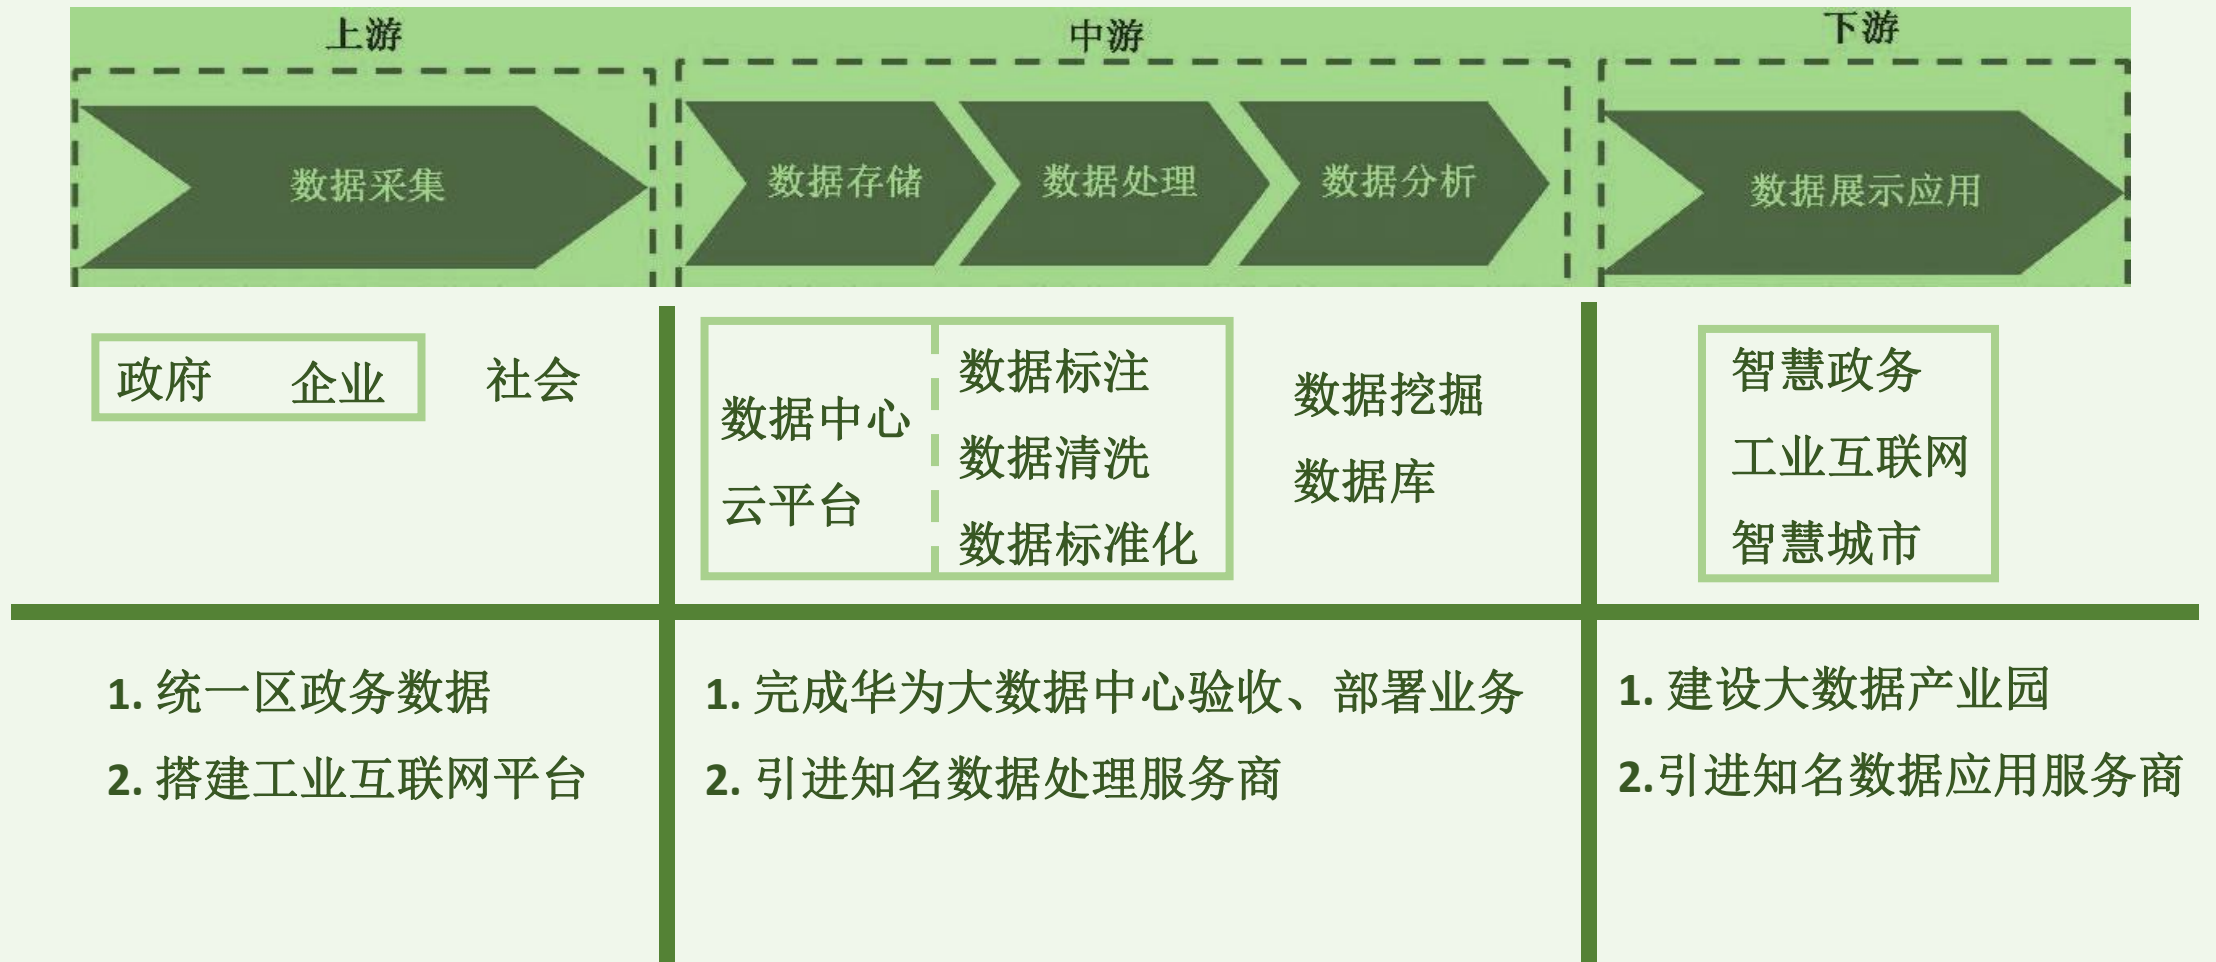 上游
中游
下游
数据采集
数据存储
数据处理
数据分析
数据展示应用
政府
企业
社会
数据中心
云平台
数据标注
数据清洗
数据标准化
数据挖掘
数据库
智慧政务
工业互联网
智慧城市
1. 统一区政务数据
2. 搭建工业互联网平台
1. 完成华为大数据中心验收、部署业务
2. 引进知名数据处理服务商
1. 建设大数据产业园
2.引进知名数据应用服务商